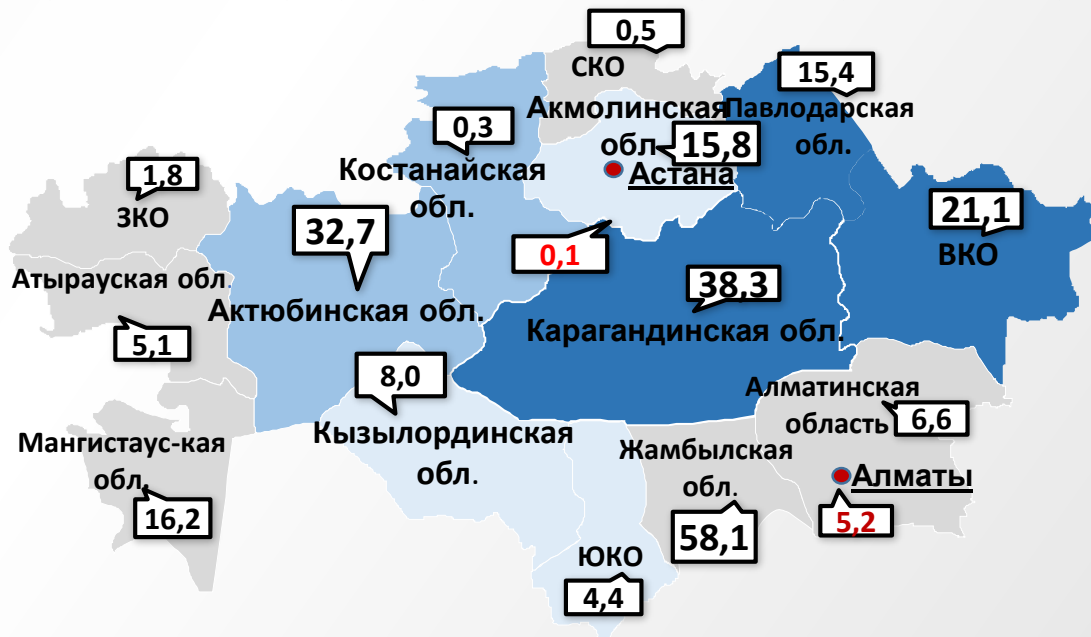 0,5
СКО
15,4
Акмолинская
обл.
Павлодарская
обл.
0,3
15,8
Астана
Костанайская
обл.
1,8
ЗКО
32,7
21,1
ВКО
0,1
Атырауская обл.
Актюбинская обл.
38,3
Карагандинская обл.
5,1
8,0
Алматинская
область
6,6
Мангистаус-кая
обл.
Кызылординская
обл.
Жамбылская
обл.
Алматы
16,2
58,1
5,2
ЮКО
4,4